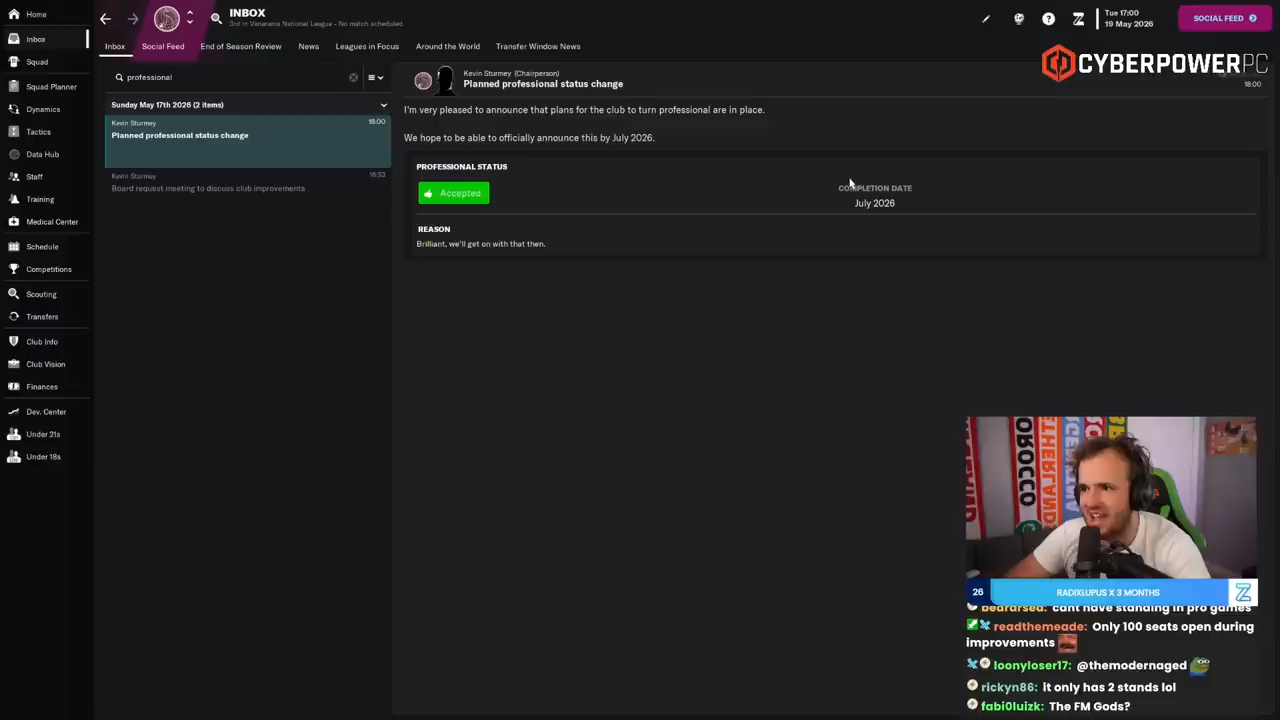 Home
Inbox
Squad
Squad Planner
Dynamics
Tactics
Data Hub
Staff
Training
Medical Center
Schedule
Competitions
Scouting
Transfers
Club Info
Club Vision
Finances
Dev. Center
Under 21s
Under 18s
INBOX
3rd in Vanarama National League - No match scheduled.
Tue 17:00
19 May 2026
SOCIAL FEED
Inbox
Social Feed
End of Season Review
News
Leagues in Focus
Around the World
Transfer Window News
CYBERPOWERPC
professional
Sunday May 17th 2026 (2 items)
Kevin Sturmey
18:00
Planned professional status change
Kevin Sturmey
16:33
Board request meeting to discuss club improvements
Kevin Sturmey (Chairperson)
Planned professional status change
18:00
I'm very pleased to announce that plans for the club to turn professional are in place.
We hope to be able to officially announce this by July 2026.
PROFESSIONAL STATUS
Accepted
COMPLETION DATE
July 2026
REASON
Brilliant, we'll get on with that then.
MOROCCO
26
RADIXLUPUS X 3 MONTHS
beardarsed: cant have standing in pro games
readthemeade: Only 100 seats open during
improvements
loonyloser17: @themodernaged
rickyn86: it only has 2 stands lol
fabi0luizk: The FM Gods?